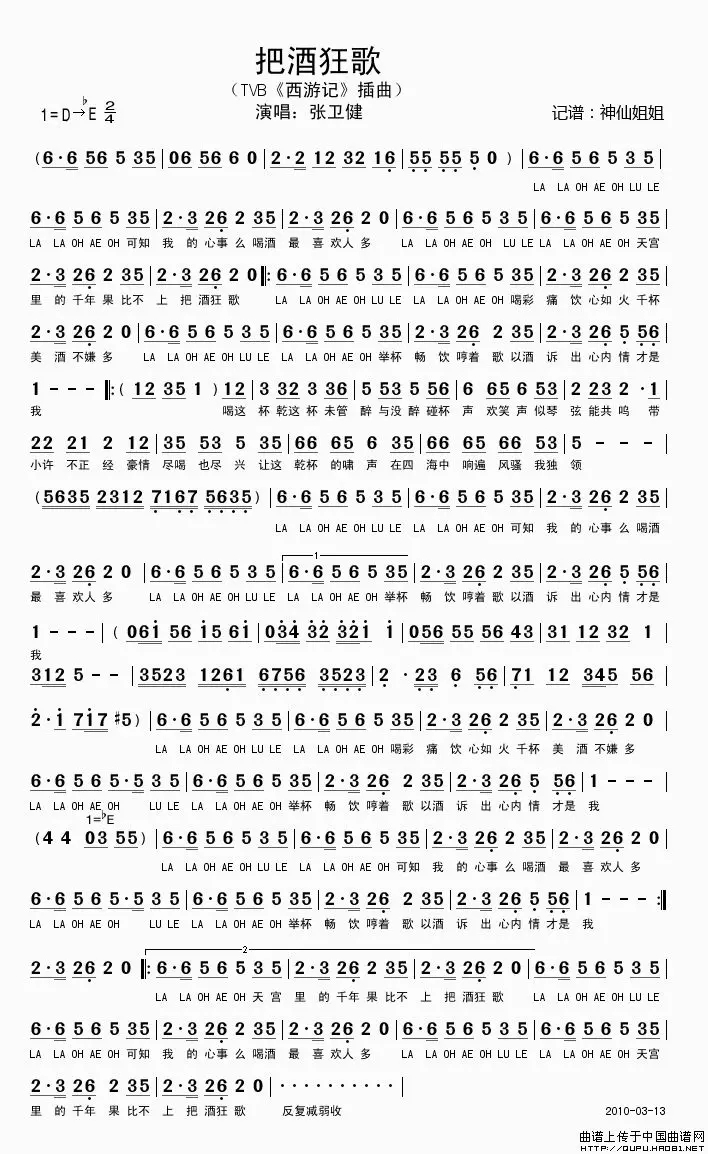 把酒狂歌
（TVB《西游记》插曲）
1=D→♭E 2/4
演唱：张卫健
记谱：神仙姐姐
(6·6 56 5 35|06 56 6 0|2·2 12 32 16|55 55 5 0 )|6·6 5 6 5 3 5|
LA LA OH AE OH LU LE
6·6 5 6 5 35|2·3 26 2 35|2·3 26 2 0|6·6 5 6 5 3 5|6·6 5 6 5 35|
LA LA OH AE OH 可知 我 的 心事 么 喝酒 最 喜 欢人 多 LA LA OH AE OH LU LE LA LA OH AE OH 天宫
2·3 26 2 35|2·3 26 2 0‖:6·6 5 6 5 3 5|6·6 5 6 5 35|2·3 26 2 35|
里 的 千年 果 比不 上 把 酒狂 歌 LA LA OH AE OH LU LE LA LA OH AE OH 喝彩 痛 饮 心如 火 千杯
2·3 26 2 0|6·6 5 6 5 3 5|6·6 5 6 5 35|2·3 26 2 35|2·3 26 5 56|
美 酒 不嫌 多 LA LA OH AE OH LU LE LA LA OH AE OH 举杯 畅 饮 哼着 歌 以酒 诉 出 心内 情 才是
1 - - -‖:( 12 35 1 )12|3 32 3 36|5 53 5 56|6 65 6 53|2 23 2 ·1|
我 喝这 杯 乾这 杯 未管 醉 与没 醉 碰杯 声 欢笑 声 似琴 弦 能共 鸣 带
22 21 2 12|35 53 5 35|66 66 6 35|66 65 66 53|5 - - -|
小许 不正 经 豪情 尽喝 也尽 兴 让这 乾杯 的啸 声 在四 海中 响遍 风骚 我独 领
(5635 2312 7167 5635)|6·6 5 6 5 3 5|6·6 5 6 5 35|2·3 26 2 35|
LA LA OH AE OH LU LE LA LA OH AE OH 可知 我 的 心事 么 喝酒
1
2·3 26 2 0|6·6 5 6 5 3 5|6·6 5 6 5 35|2·3 26 2 35|2·3 26 5 56|
最 喜 欢人 多 LA LA OH AE OH LU LE LA LA OH AE OH 举杯 畅 饮 哼着 歌 以酒 诉 出 心内 情 才是
1 - - -|( 061 56 15 61|034 32 321 1|056 55 56 43|31 12 32 1|
我
312 5 - -|3523 1261 6756 3523|2 · 23 6 56|71 12 345 56|
2·1 717 #5)|6·6 5 6 5 3 5|6·6 5 6 5 35|2·3 26 2 35|2·3 26 2 0|
LA LA OH AE OH LU LE LA LA OH AE OH 喝彩 痛 饮 心如 火 千杯 美 酒 不嫌 多
6·6 5 6 5·5 3 5|6·6 5 6 5 35|2·3 26 2 35|2·3 26 5 56|1 - - -|
LA LA OH AE OH LU LE LA LA OH AE OH 举杯 畅 饮 哼着 歌 以酒 诉 出 心内 情 才是 我
1=♭E
(4 4 03 55)|6·6 5 6 5 3 5|6·6 5 6 5 35|2·3 26 2 35|2·3 26 2 0|
LA LA OH AE OH LU LE LA LA OH AE OH 可知 我 的 心事 么 喝酒 最 喜 欢人 多
6·6 5 6 5·5 3 5|6·6 5 6 5 35|2·3 26 2 35|2·3 26 5 56|1 - - :‖
LA LA OH AE OH LU LE LA LA OH AE OH 举杯 畅 饮 哼着 歌 以酒 诉 出 心内 情 才是 我
2
2·3 26 2 0‖:6·6 5 6 5 3 5|2·3 26 2 35|2·3 26 2 0|6·6 5 6 5 3 5|
LA LA OH AE OH 天 宫 里 的 千年 果 比不 上 把 酒狂 歌 LA LA OH AE OH LU LE
6·6 5 6 5 35|2·3 26 2 35|2·3 26 2 0|6·6 5 6 5 3 5|6·6 5 6 5 35|
LA LA OH AE OH 可知 我 的 心事 么 喝酒 最 喜 欢人 多 LA LA OH AE OH LU LE LA LA OH AE OH 天宫
2·3 26 2 35|2·3 26 2 0|··········|
里 的 千年 果 比不 上 把 酒狂 歌 反复减弱收
2010-03-13
曲谱上传于中国曲谱网
HTTP://QUPU.HAO81.NET